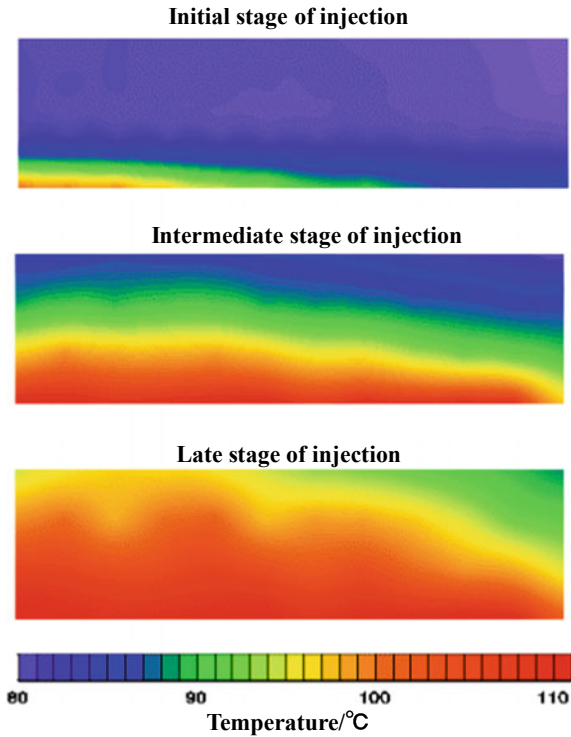 Initial stage of injection
Intermediate stage of injection
Late stage of injection
80 90 100 110
Temperature/℃